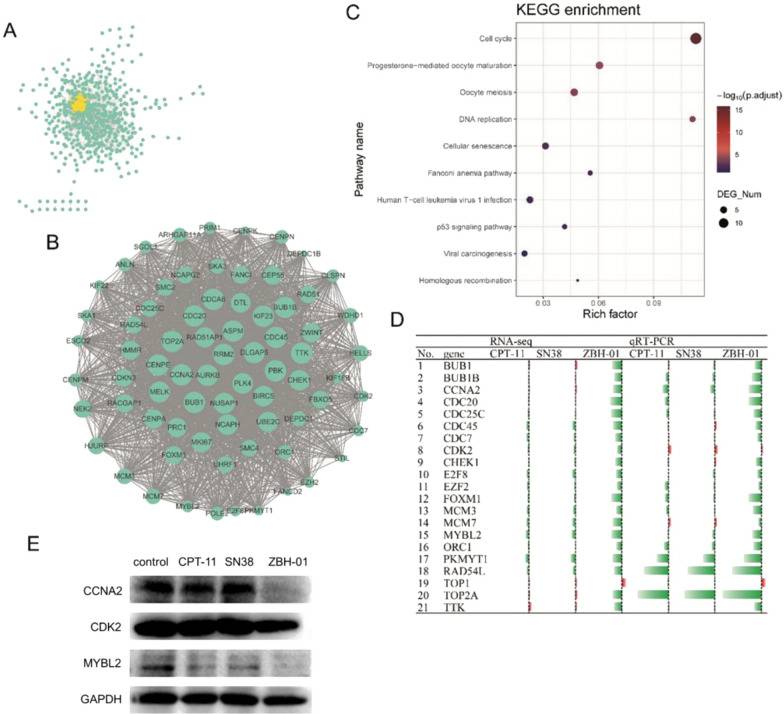 A
C
KEGG enrichment
Cell cycle
Progesterone-mediated oocyte maturation
Oocyte meiosis
DNA replication
Cellular senescence
Fanconi anemia pathway
Human T-cell leukemia virus 1 infection
p53 signaling pathway
Viral carcinogenesis
Homologous recombination
Pathway name
0.03 0.06 0.09
Rich factor
−log10(p.adjust)
15
10
5
DEG_Num
5
10
B
PRIM1
ARHGAP11A
CENPK
CENPN
SGOL1
SKA3
DEPDC1B
ANLN
NCAPG2
FANCI
CEP55
CLSPN
KIF22
SMC2
CDCA8
DTL
BUB1B
RAD51
SKA1
CDC25C
CDC20
KIF23
WDHD1
RAD54L
RAD51AP1
ASPM
CDC45
ZWINT
ESCO2
TOP2A
HMMR
RRM2
DLGAP5
TTK
HELLS
CENPE
CENPM
CDKN3
CCNA2
AURKB
PBK
CHEK1
KIF18B
MELK
PLK4
NEK2
RACGAP1
BUB1
NUSAP1
BIRC5
FBXO5
CDK2
CENPA
PRC1
NCAPH
UBE2C
DEPDC1
CDC7
HJURP
MKI67
FOXM1
SMC4
ORC1
STIL
UHRF1
MCM3
EZH2
MCM7
FANCD2
MYBL2
POLE2
E2F8
PKMYT1
D
RNA-seq qRT-PCR
No. gene CPT-11 SN38 ZBH-01 CPT-11 SN38 ZBH-01
1 BUB1
2 BUB1B
3 CCNA2
4 CDC20
5 CDC25C
6 CDC45
7 CDC7
8 CDK2
9 CHEK1
10 E2F8
11 EZF2
12 FOXM1
13 MCM3
14 MCM7
15 MYBL2
16 ORC1
17 PKMYT1
18 RAD54L
19 TOP1
20 TOP2A
21 TTK
E
control CPT-11 SN38 ZBH-01
CCNA2
CDK2
MYBL2
GAPDH